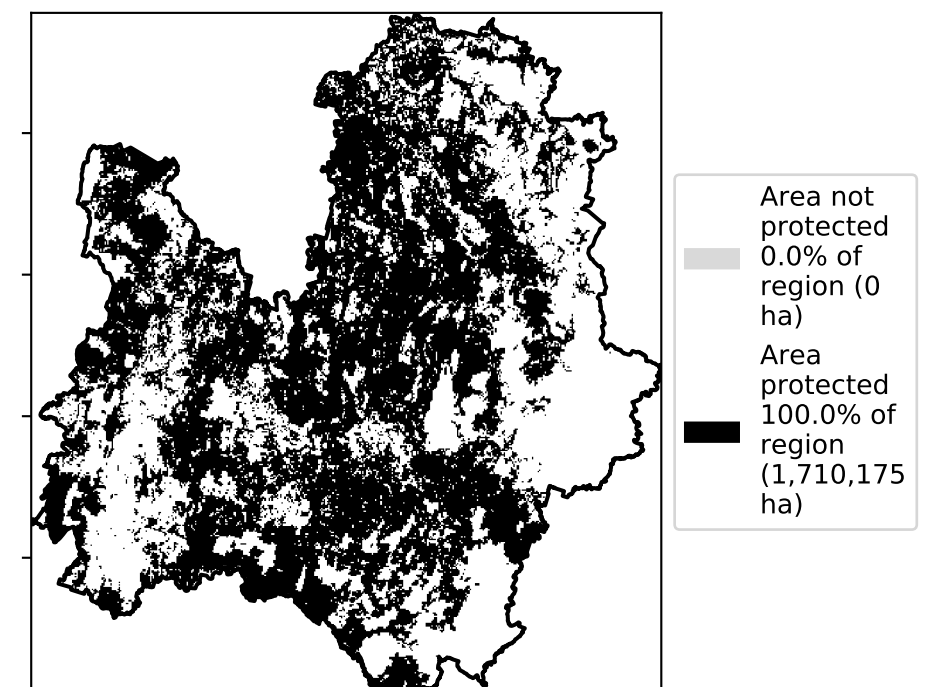 Area not
protected
0.0% of
region (0
ha)
Area
protected
100.0% of
region
(1,710,175
ha)